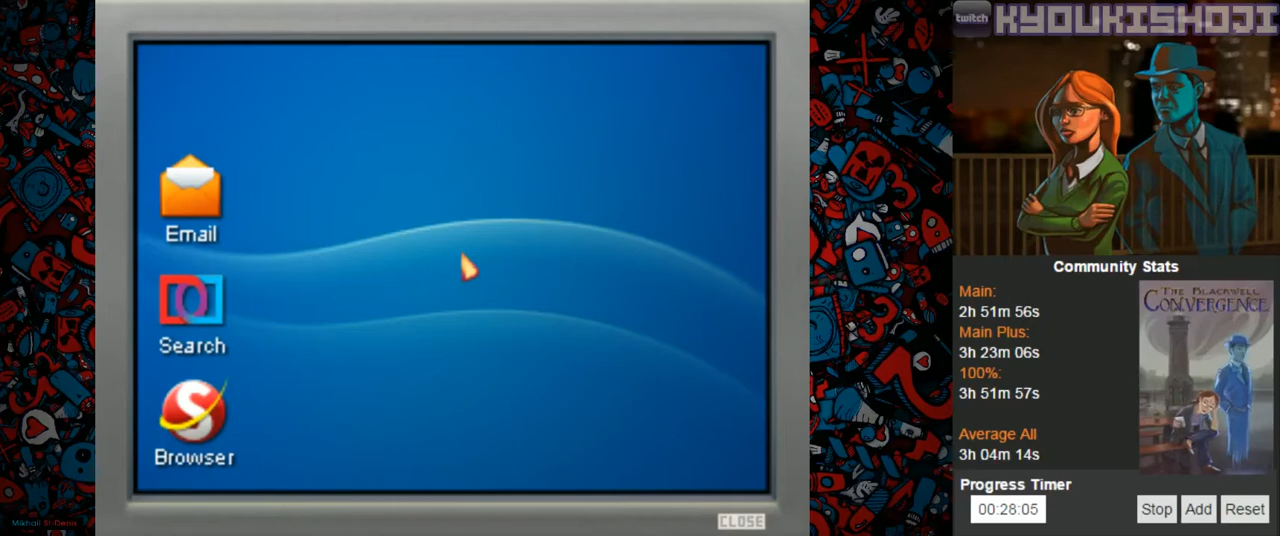 Email
Search
Browser
CLOSE
Mikhail St-Denis
twitch
KYOUKISHOJI
Community Stats
Main:
2h 51m 56s
Main Plus:
3h 23m 06s
100%:
3h 51m 57s
Average All
3h 04m 14s
THE BLACKWELL
CONVERGENCE
Progress Timer
00:28:05
Stop
Add
Reset